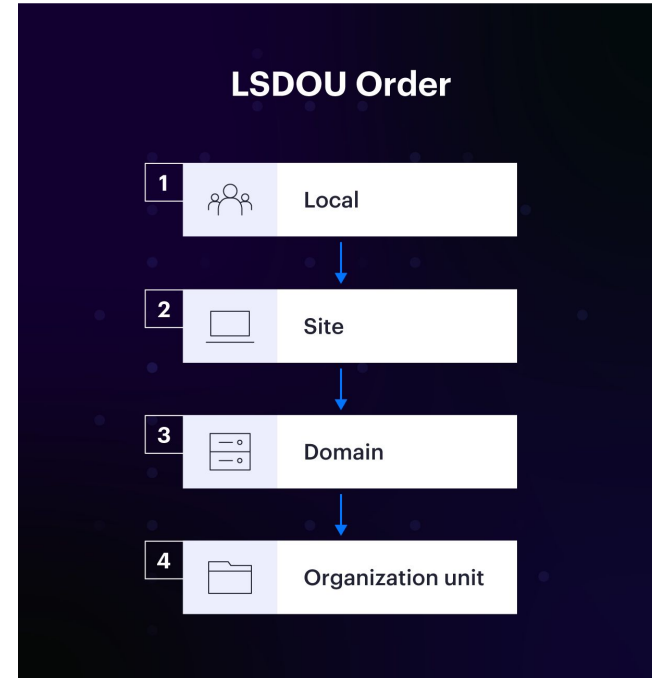 LSDOU Order
1
Local
2
Site
3
Domain
4
Organization unit